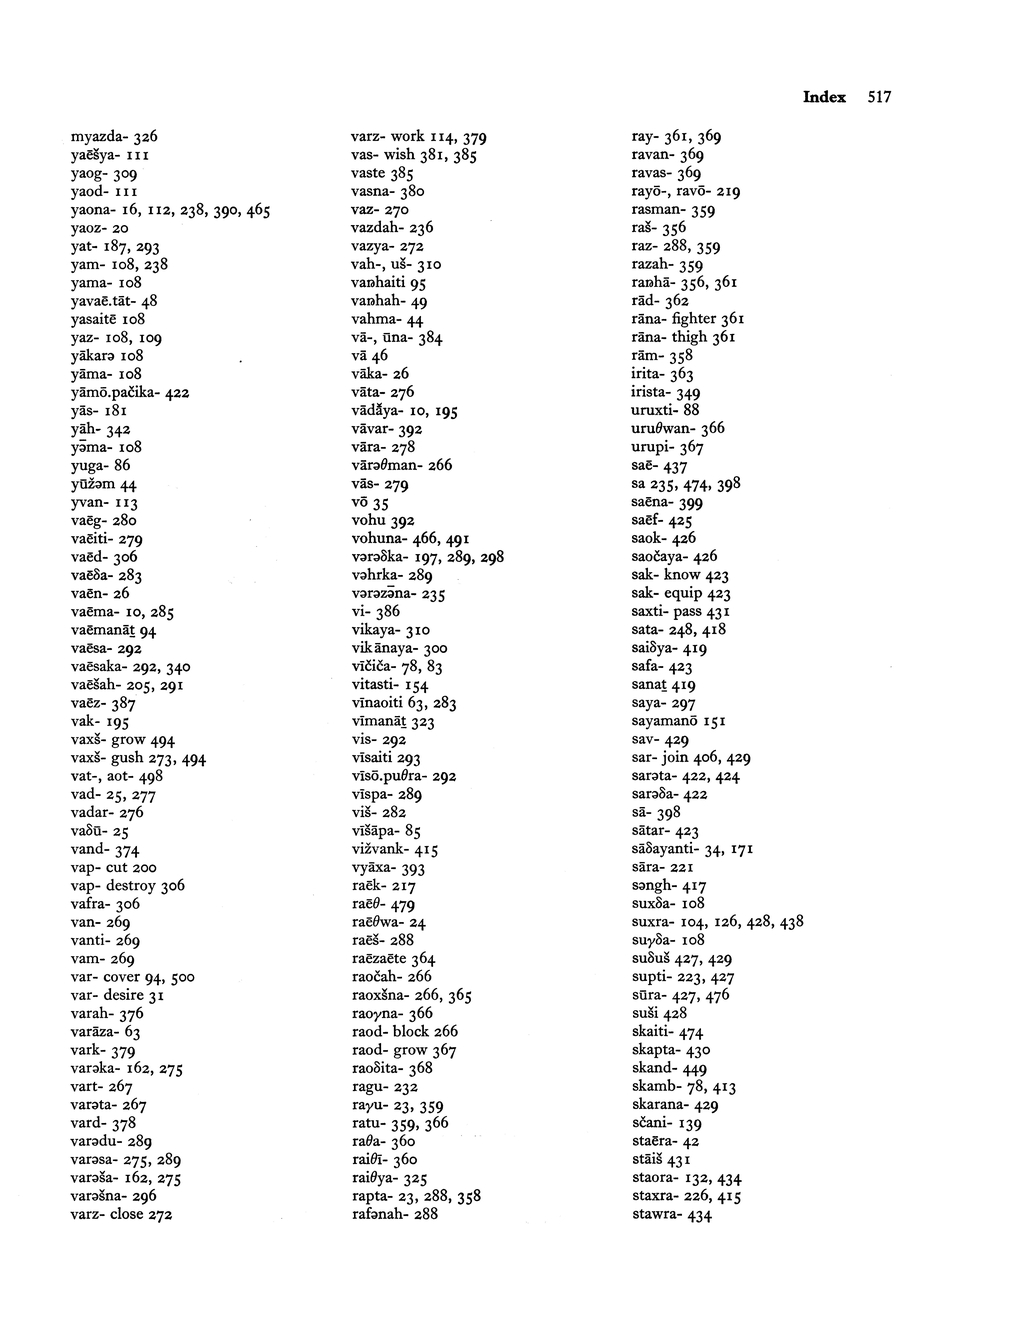 Index 517
myazda- 326
yaēšya- 111
yaog- 309
yaod- 111
yaona- 16, 112, 238, 390, 465
yaoz- 20
yat- 187, 293
yam- 108, 238
yama- 108
yavaē.tāt- 48
yasaitē 108
yaz- 108, 109
yākarə 108
yāma- 108
yāmō.pačika- 422
yās- 181
yāh- 342
yə̄ma- 108
yuga- 86
yūžəm 44
yvan- 113
vaēg- 280
vaēiti- 279
vaēd- 306
vaēδa- 283
vaēn- 26
vaēma- 10, 285
vaēmanāt̰ 94
vaēsa- 292
vaēsaka- 292, 340
vaēšah- 205, 291
vaēz- 387
vak- 195
vaxš- grow 494
vaxš- gush 273, 494
vat-, aot- 498
vad- 25, 277
vadar- 276
vaδū- 25
vand- 374
vap- cut 200
vap- destroy 306
vafra- 306
van- 269
vanti- 269
vam- 269
var- cover 94, 500
var- desire 31
varah- 376
varāza- 63
vark- 379
varəka- 162, 275
vart- 267
varəta- 267
vard- 378
varədu- 289
varəsa- 275, 289
varəša- 162, 275
varəšna- 296
varz- close 272
varz- work 114, 379
vas- wish 381, 385
vaste 385
vasna- 380
vaz- 270
vazdah- 236
vazya- 272
vah-, uš- 310
vaŋhaiti 95
vaŋhah- 49
vahma- 44
vā-, ūna- 384
vā 46
vāka- 26
vāta- 276
vād̊āya- 10, 195
vāvar- 392
vāra- 278
vārəθman- 266
vās- 279
vō 35
vohu 392
vohuna- 466, 491
vərəδka- 197, 289, 298
vəhrka- 289
vərəzə̄na- 235
vi- 386
vikaya- 310
vikānaya- 300
vīčiča- 78, 83
vitasti- 154
vīnaoiti 63, 283
vīmanāt̰ 323
vis- 292
vīsaiti 293
vīsō.puθra- 292
vīspa- 289
viš- 282
vīšāpa- 85
vižvank- 415
vyāxa- 393
raēk- 217
raēθ- 479
raēθwa- 24
raēš- 288
raēzaēte 364
raočah- 266
raoxšna- 266, 365
raoγna- 366
raod- block 266
raod- grow 367
raoδita- 368
ragu- 232
rayu- 23, 359
ratu- 359, 366
raθa- 360
raiθī- 360
raiθya- 325
rapta- 23, 288, 358
rafənah- 288
ray- 361, 369
ravan- 369
ravas- 369
rayō-, ravō- 219
rasman- 359
raš- 356
raz- 288, 359
razah- 359
raŋhā- 356, 361
rād- 362
rāna- fighter 361
rāna- thigh 361
rām- 358
irita- 363
irista- 349
uruxti- 88
uruθwan- 366
urupi- 367
saē- 437
sa 235, 474, 398
saēna- 399
saēf- 425
saok- 426
saočaya- 426
sak- know 423
sak- equip 423
saxti- pass 431
sata- 248, 418
saiδya- 419
safa- 423
sanat̰ 419
saya- 297
sayamanō 151
sav- 429
sar- join 406, 429
sarəta- 422, 424
sarəδa- 422
sā- 398
sātar- 423
sāδayanti- 34, 171
sāra- 221
səngh- 417
suxδa- 108
suxra- 104, 126, 428, 438
suγδa- 108
suδuš 427, 429
supti- 223, 427
sūra- 427, 476
suši 428
skaiti- 474
skapta- 430
skand- 449
skamb- 78, 413
skarana- 429
sčani- 139
staēra- 42
stāiš 431
staora- 132, 434
staxra- 226, 415
stawra- 434